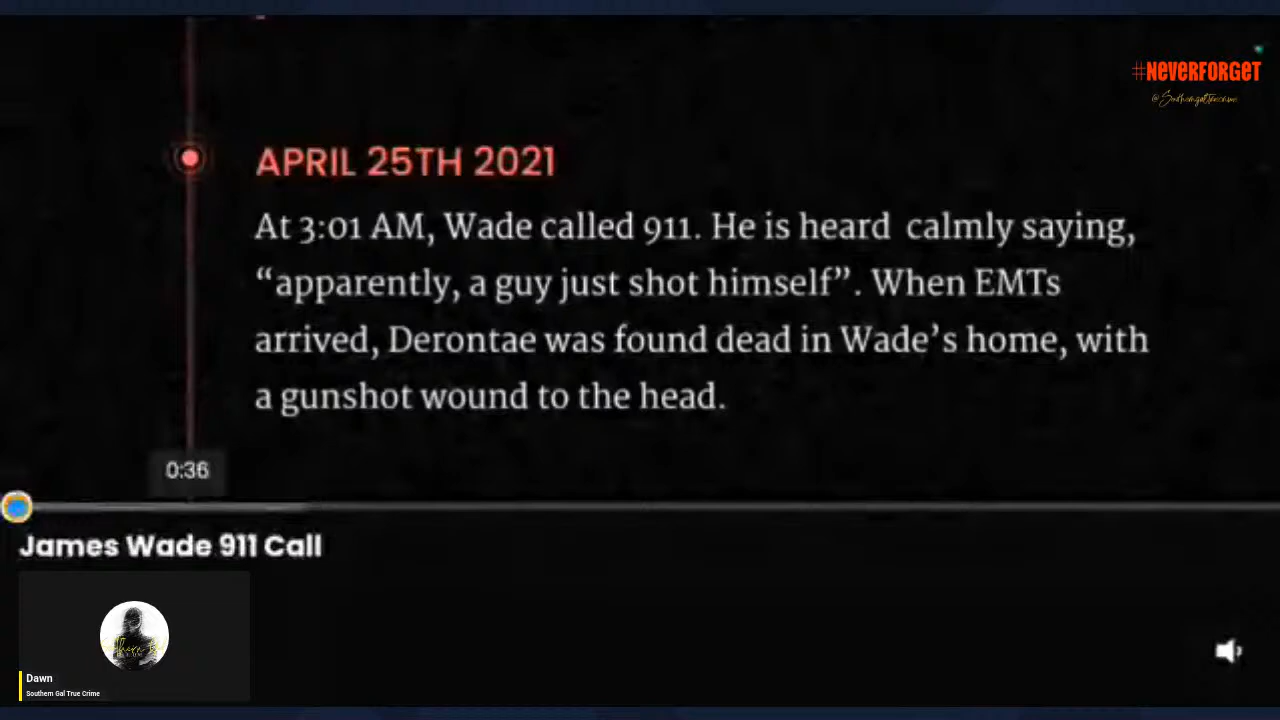 #NEVERFORGET
@Southerngaltruecrime
APRIL 25TH 2021
At 3:01 AM, Wade called 911. He is heard calmly saying,
“apparently, a guy just shot himself”. When EMTs
arrived, Derontae was found dead in Wade’s home, with
a gunshot wound to the head.
0:36
James Wade 911 Call
Dawn
Southern Gal True Crime